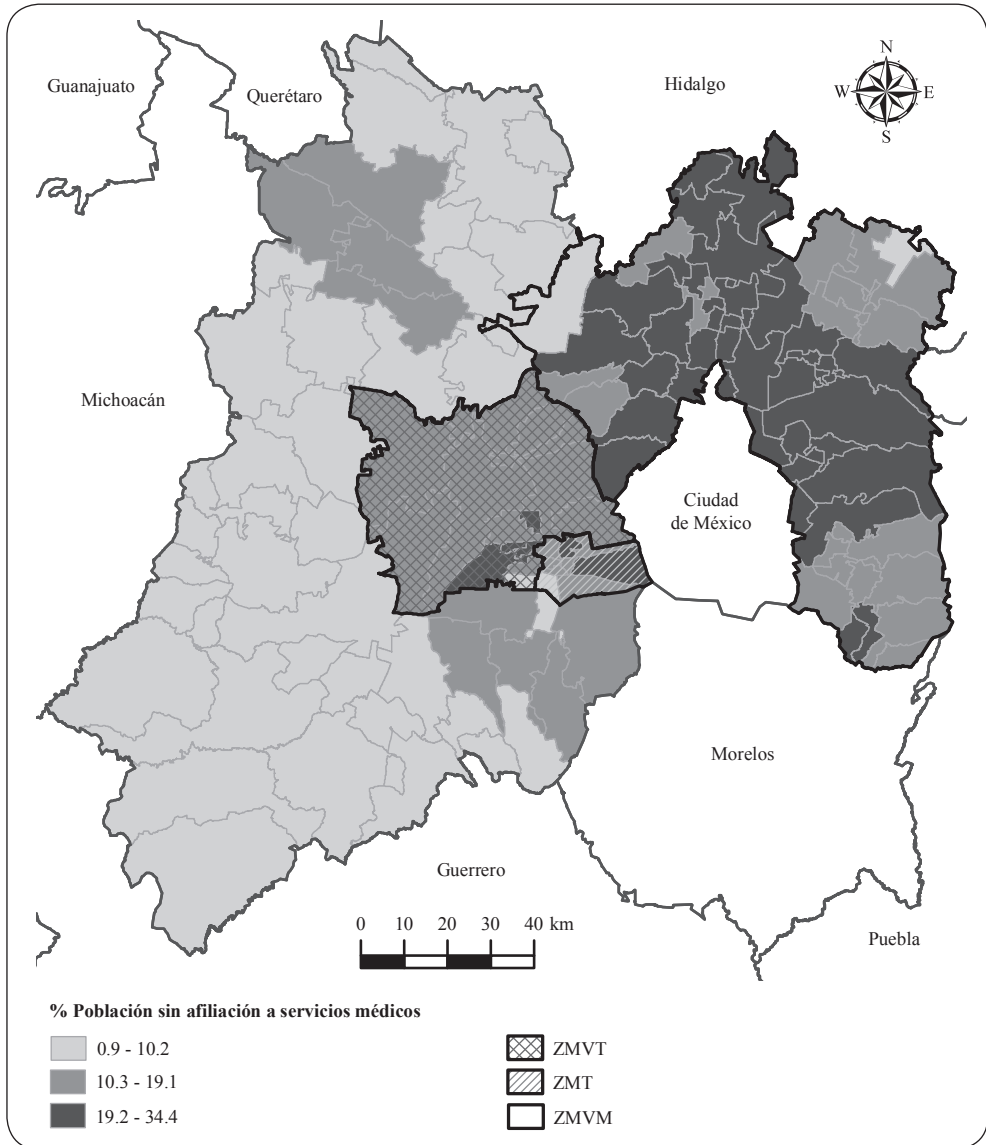 Guanajuato
Querétaro
Hidalgo
N
W
E
S
Michoacán
Ciudad
de México
Morelos
Guerrero
Puebla
0 10 20 30 40 km
% Población sin afiliación a servicios médicos
0.9 - 10.2
10.3 - 19.1
19.2 - 34.4
ZMVT
ZMT
ZMVM